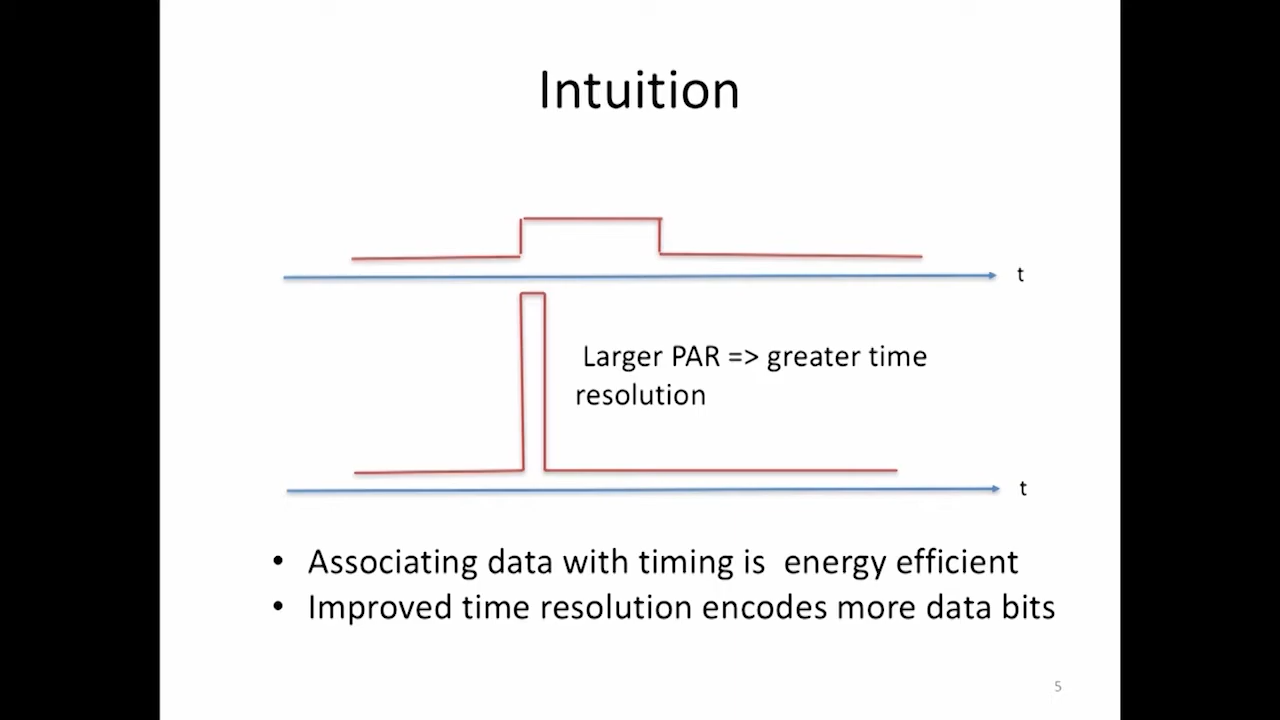 Intuition
t
Larger PAR => greater time
resolution
t
• Associating data with timing is energy efficient
• Improved time resolution encodes more data bits
5